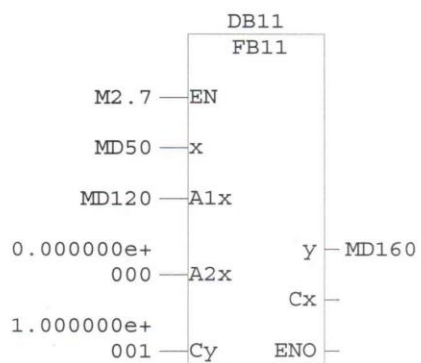 DB11
FB11
M2.7 EN
MD50 x
MD120 A1x
0.000000e+
y MD160
000 A2x
Cx
1.000000e+
001 Cy ENO